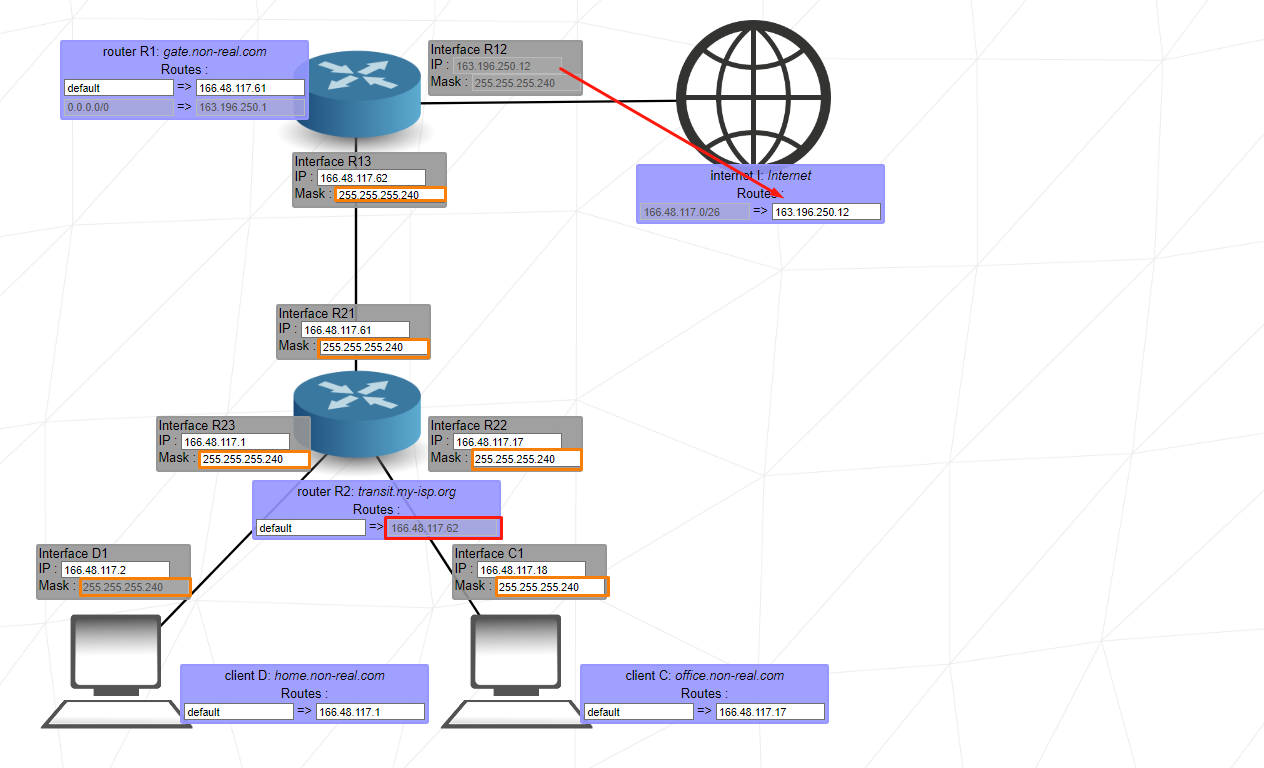 router R1: gate.non-real.com
Routes :
default => 166.48.117.61
0.0.0.0/0 => 163.196.250.1
Interface R12
IP : 163.196.250.12
Mask : 255.255.255.240
Interface R13
IP : 166.48.117.62
Mask : 255.255.255.240
internet I: Internet
Routes :
166.48.117.0/26 => 163.196.250.12
Interface R21
IP : 166.48.117.61
Mask : 255.255.255.240
Interface R23
IP : 166.48.117.1
Mask : 255.255.255.240
Interface R22
IP : 166.48.117.17
Mask : 255.255.255.240
router R2: transit.my-isp.org
Routes :
default => 166.48.117.62
Interface D1
IP : 166.48.117.2
Mask : 255.255.255.240
Interface C1
IP : 166.48.117.18
Mask : 255.255.255.240
client D: home.non-real.com
Routes :
default => 166.48.117.1
client C: office.non-real.com
Routes :
default => 166.48.117.17